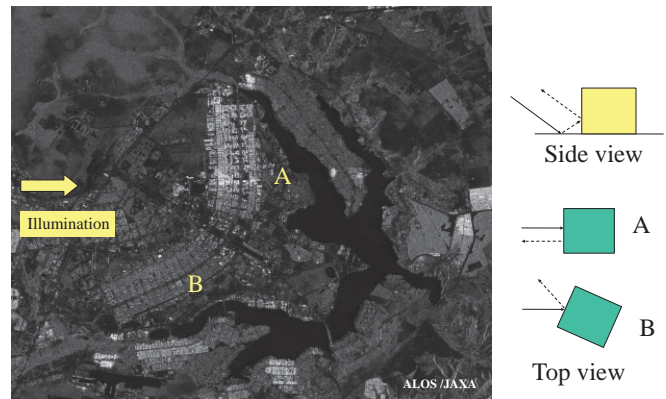 A
Illumination
B
ALOS /JAXA
Side view
A
B
Top view